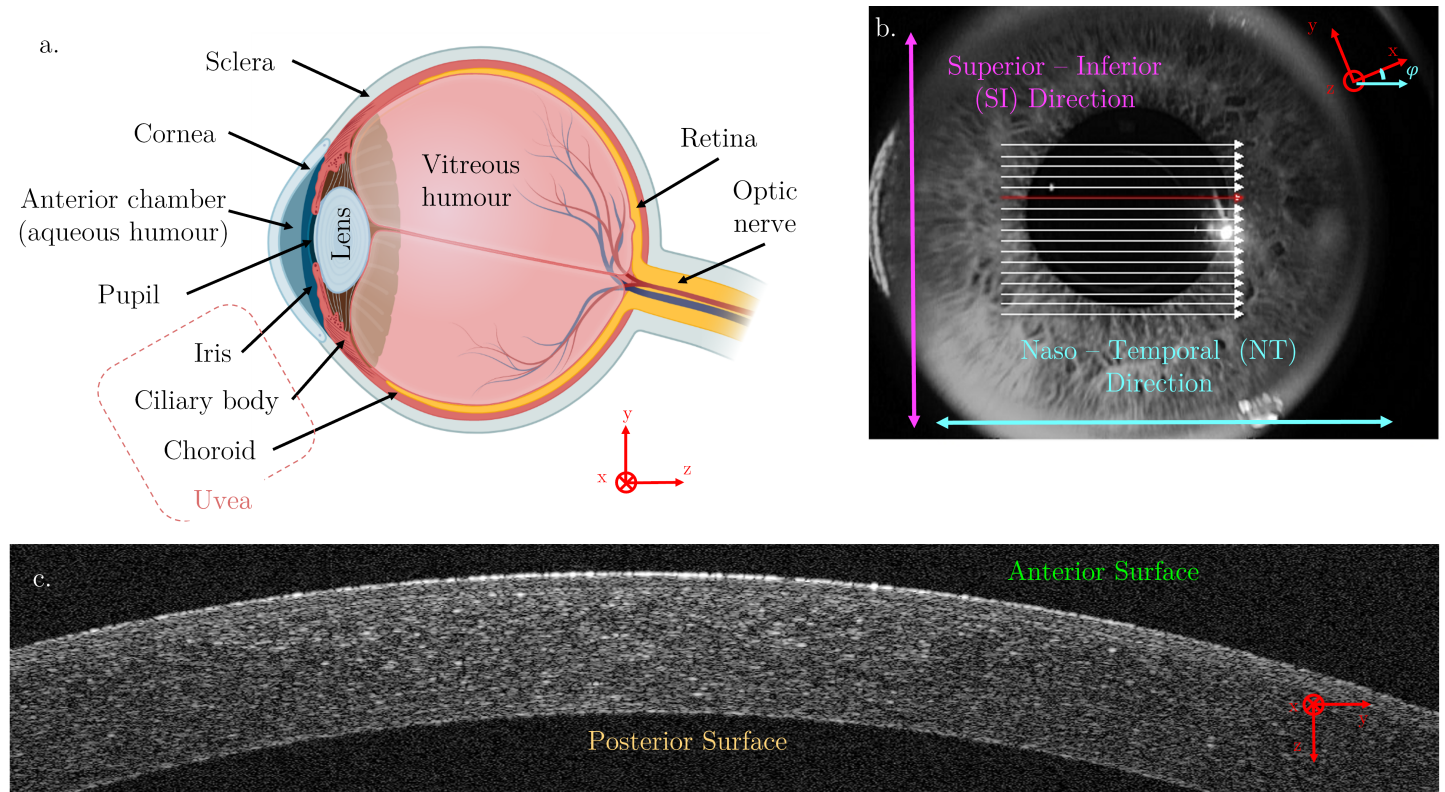 a.
Sclera
Cornea
Anterior chamber
(aqueous humour)
Pupil
Iris
Ciliary body
Choroid
Uvea
Lens
Vitreous
humour
Retina
Optic
nerve
y
x
z
b.
Superior – Inferior
(SI) Direction
y
x
z
φ
Naso – Temporal (NT)
Direction
c.
Anterior Surface
Posterior Surface
x
y
z